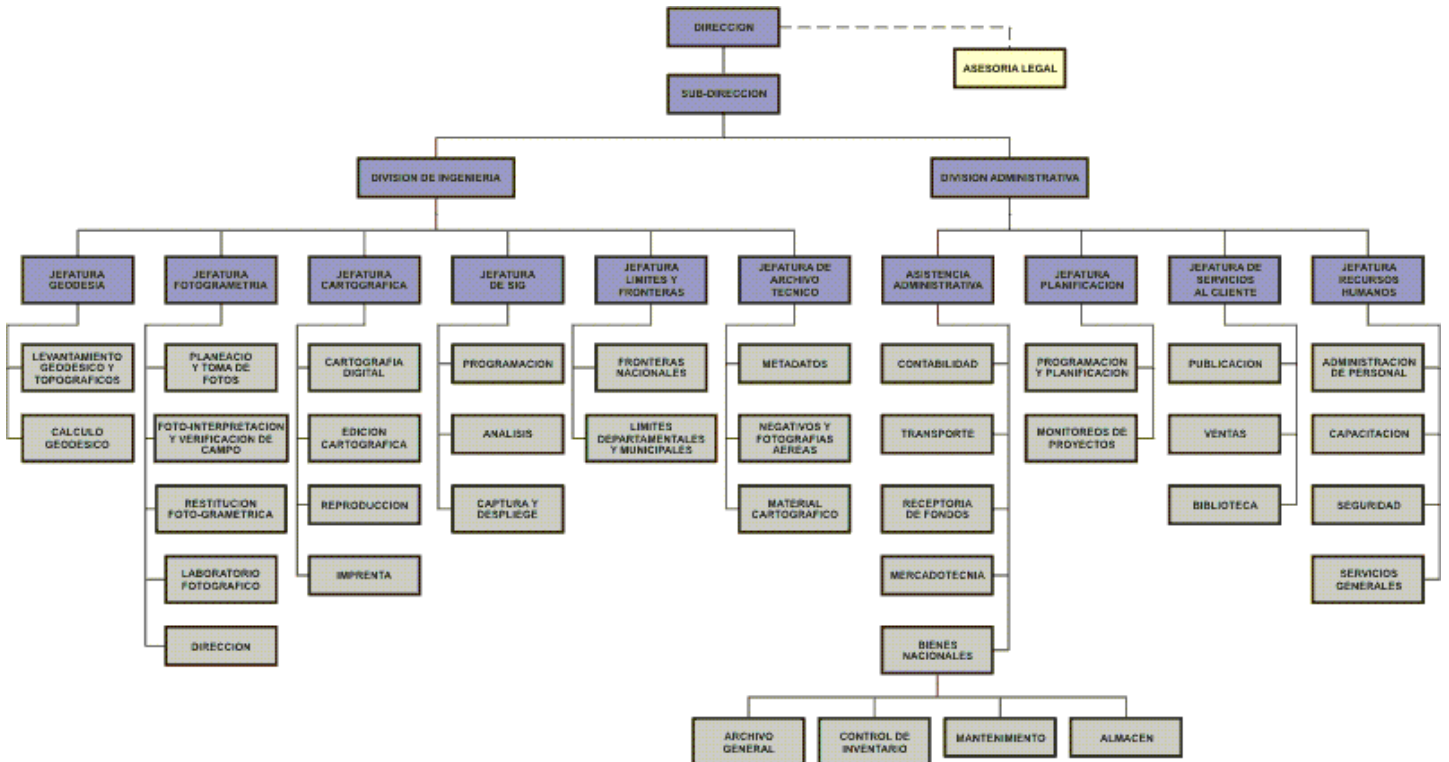 DIRECCION
ASESORIA LEGAL
SUB-DIRECCION
DIVISION DE INGENIERIA
DIVISION ADMINISTRATIVA
JEFATURA
GEODESIA
JEFATURA
FOTOGRAMETRIA
JEFATURA
CARTOGRAFICA
JEFATURA
DE SIG
JEFATURA
LIMITES Y
FRONTERAS
JEFATURA DE
ARCHIVO
TECNICO
ASISTENCIA
ADMINISTRATIVA
JEFATURA
PLANIFICACION
JEFATURA DE
SERVICIOS
AL CLIENTE
JEFATURA
RECURSOS
HUMANOS
LEVANTAMIENTO
GEODESICO Y
TOPOGRAFICOS
PLANEACIO
Y TOMA DE
FOTOS
CARTOGRAFIA
DIGITAL
PROGRAMACION
FRONTERAS
NACIONALES
METADATOS
CONTABILIDAD
PROGRAMACION
Y PLANIFICACION
PUBLICACION
ADMINISTRACION
DE PERSONAL
CALCULO
GEODESICO
FOTO-INTERPRETACION
Y VERIFICACION DE
CAMPO
EDICION
CARTOGRAFICA
ANALISIS
LIMITES
DEPARTAMENTALES
Y MUNICIPALES
NEGATIVOS Y
FOTOGRAFIAS
AEREAS
TRANSPORTE
MONITOREOS DE
PROYECTOS
VENTAS
CAPACITACION
RESTITUCION
FOTO-GRAMETRICA
REPRODUCCION
CAPTURA Y
DESPLIEGE
MATERIAL
CARTOGRAFICO
RECEPTORIA
DE FONDOS
BIBLIOTECA
SEGURIDAD
LABORATORIO
FOTOGRAFICO
IMPRENTA
MERCADOTECNIA
SERVICIOS
GENERALES
DIRECCION
BIENES
NACIONALES
ARCHIVO
GENERAL
CONTROL DE
INVENTARIO
MANTENIMIENTO
ALMACEN